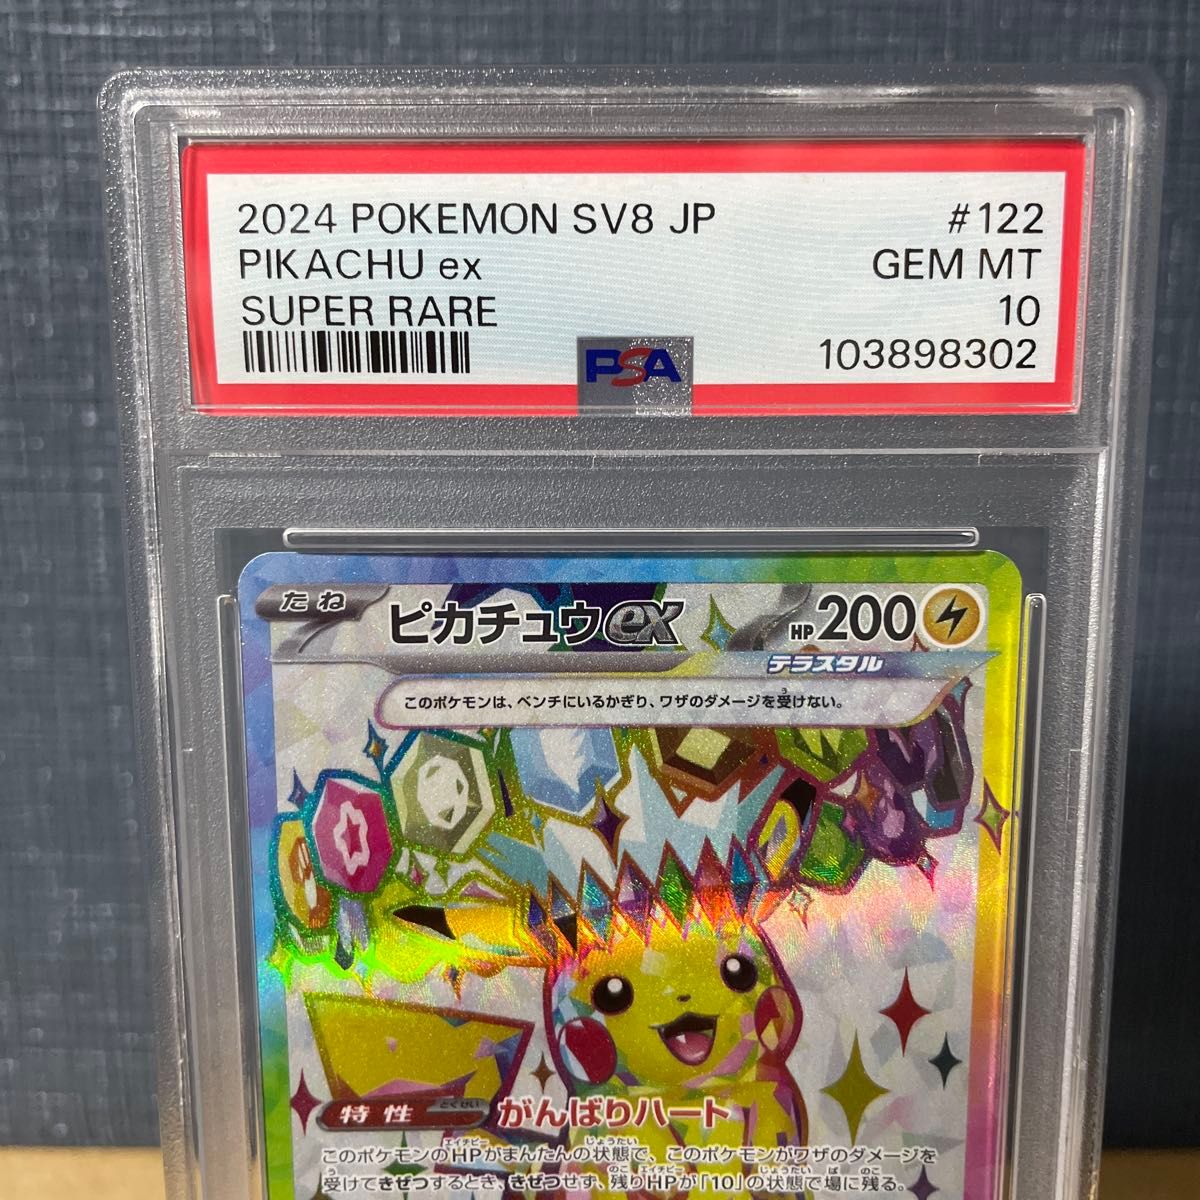 2024 POKEMON SV8 JP #122
PIKACHU ex GEM MT
SUPER RARE 10
103898302
PSA
たね ピカチュウex HP 200
テラスタル
このポケモンは、ベンチにいるかぎり、ワザのダメージを受けない。
特性 とくせい がんばりハート
このポケモンのHPがまんたんの状態で、このポケモンがワザのダメージを
受けてきぜつするとき、きぜつせず、残りHPが「10」の状態で場に残る。